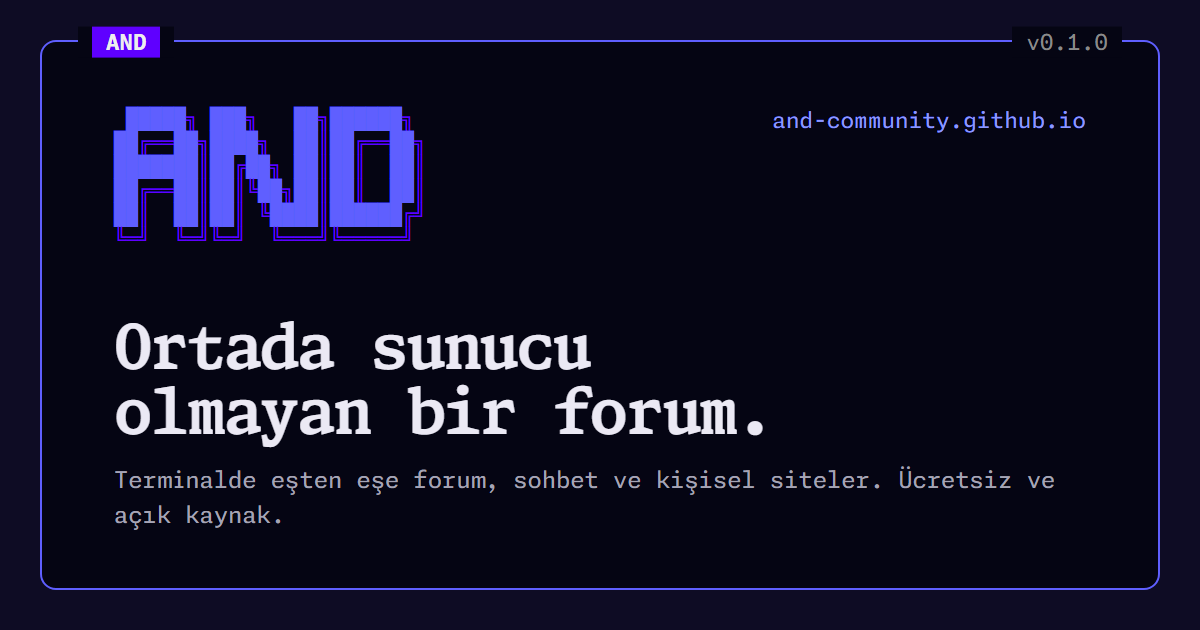 AND
v0.1.0
AND
and-community.github.io
Ortada sunucu
olmayan bir forum.
Terminalde eşten eşe forum, sohbet ve kişisel siteler. Ücretsiz ve
açık kaynak.